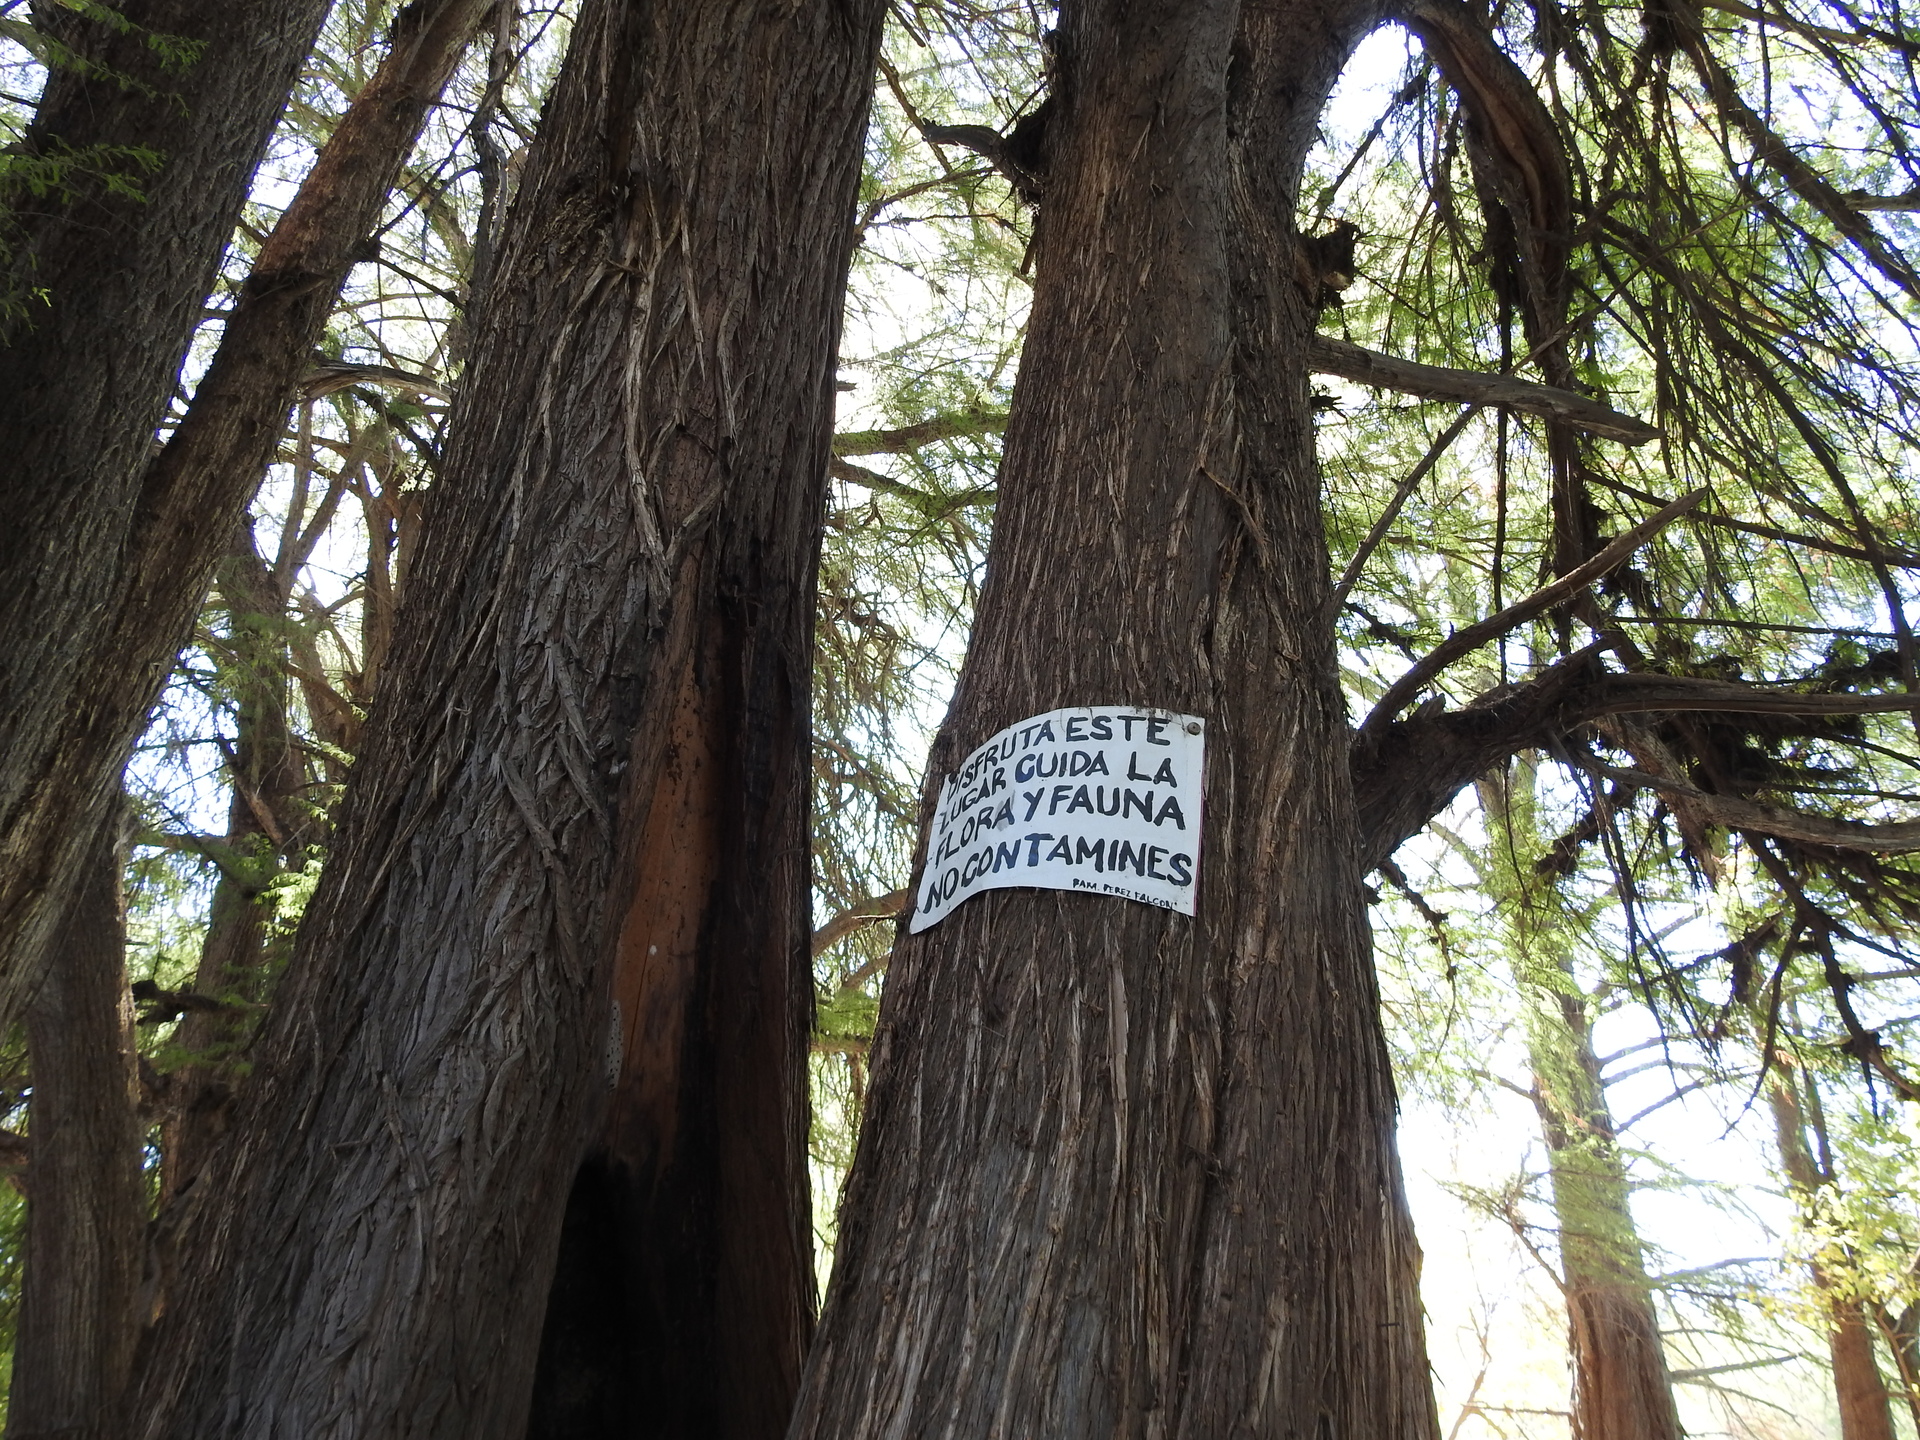 DISFRUTA ESTE
LUGAR CUIDA LA
FLORA Y FAUNA
NO CONTAMINES
PAM. PEREZ FALCON